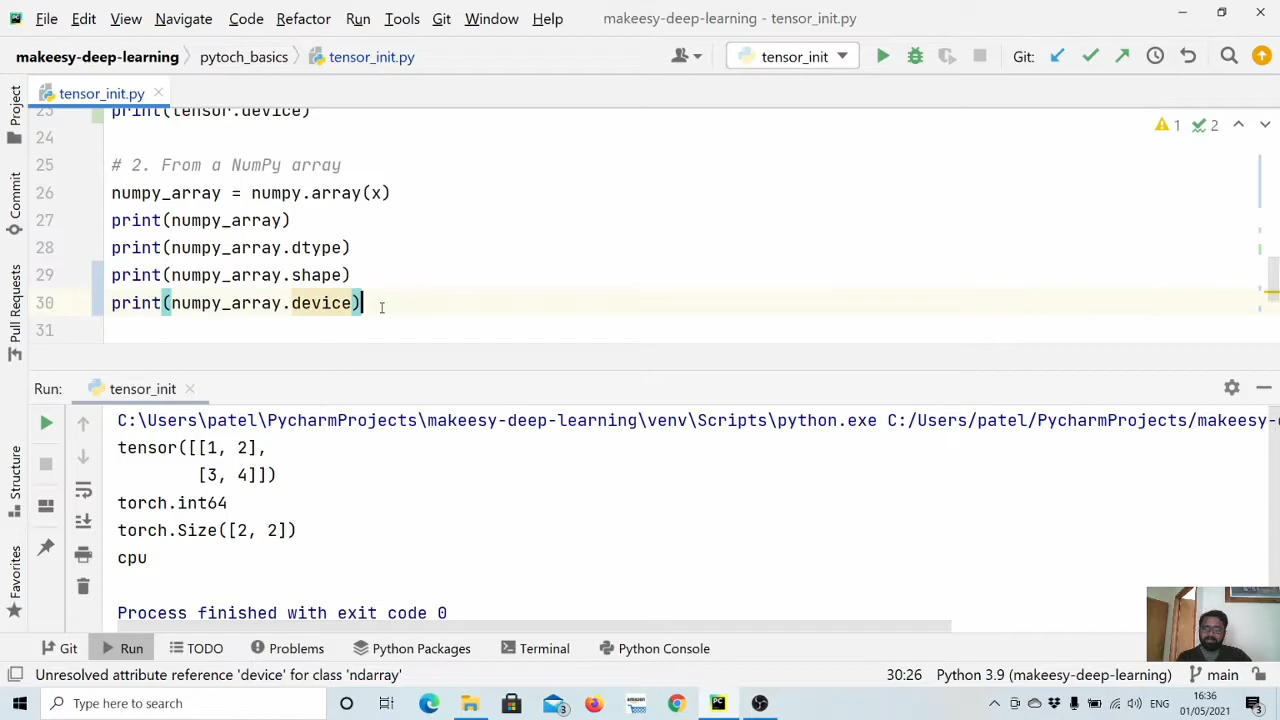 File Edit View Navigate Code Refactor Run Tools Git Window Help makeesy-deep-learning - tensor_init.py
makeesy-deep-learning pytoch_basics tensor_init.py tensor_init Git:
tensor_init.py
Project
Commit
Pull Requests
Structure
Favorites
23 print(tensor.device)
24
25 # 2. From a NumPy array
26 numpy_array = numpy.array(x)
27 print(numpy_array)
28 print(numpy_array.dtype)
29 print(numpy_array.shape)
30 print(numpy_array.device)
31
1 2
Run: tensor_init
C:\Users\patel\PycharmProjects\makeesy-deep-learning\venv\Scripts\python.exe C:/Users/patel/PycharmProjects/makeesy-d
tensor([[1, 2],
[3, 4]])
torch.int64
torch.Size([2, 2])
cpu
Process finished with exit code 0
Git Run TODO Problems Python Packages Terminal Python Console
Unresolved attribute reference 'device' for class 'ndarray' 30:26 Python 3.9 (makeesy-deep-learning) main
Type here to search
ENG
16:36
01/05/2021
3
3